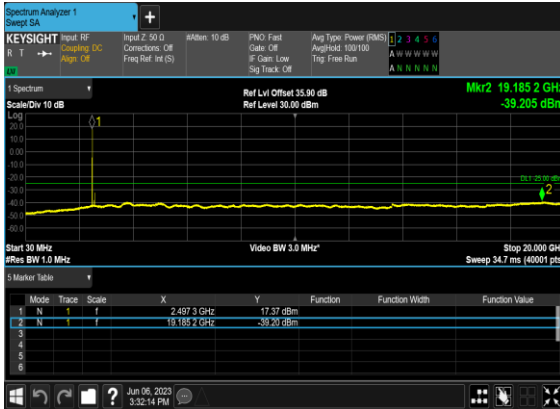 Spectrum Analyzer 1
Swept SA
+
KEYSIGHT Input: RF Input Z: 50 Ω #Atten: 10 dB PNO: Fast Avg Type: Power (RMS) 1 2 3 4 5 6
R T Coupling: DC Corrections: Off Gate: Off Avg|Hold: 100/100 A W W W W W
Align: Off Freq Ref: Int (S) IF Gain: Low Trig: Free Run
Sig Track: Off A N N N N N
1 Spectrum Ref Lvl Offset 35.90 dB Mkr2 19.185 2 GHz
Scale/Div 10 dB Ref Level 30.00 dBm -39.205 dBm
Log
20.0
10.0
0.00
-10.0
-20.0
-30.0
-40.0
-50.0
-60.0
1
DL1 -25.00 dBm
2
Start 30 MHz Video BW 3.0 MHz* Stop 20.000 GHz
#Res BW 1.0 MHz Sweep 34.7 ms (40001 pts)
5 Marker Table
Mode Trace Scale X Y Function Function Width Function Value
1 N 1 f 2.497 3 GHz 17.37 dBm
2 N 1 f 19.185 2 GHz -39.20 dBm
3
4
5
6
? Jun 06, 2023
3:32:14 PM